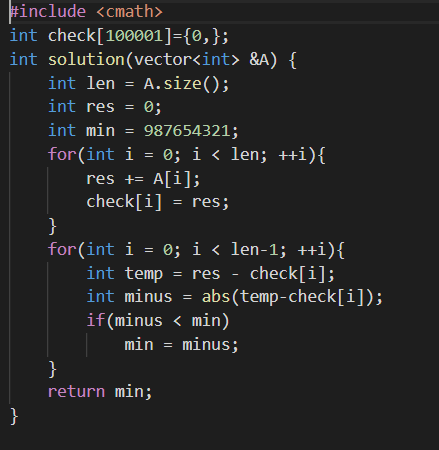 #include <cmath>
int check[100001]={0,};
int solution(vector<int> &A) {
    int len = A.size();
    int res = 0;
    int min = 987654321;
    for(int i = 0; i < len; ++i){
        res += A[i];
        check[i] = res;
    }
    for(int i = 0; i < len-1; ++i){
        int temp = res - check[i];
        int minus = abs(temp-check[i]);
        if(minus < min)
            min = minus;
    }
    return min;
}